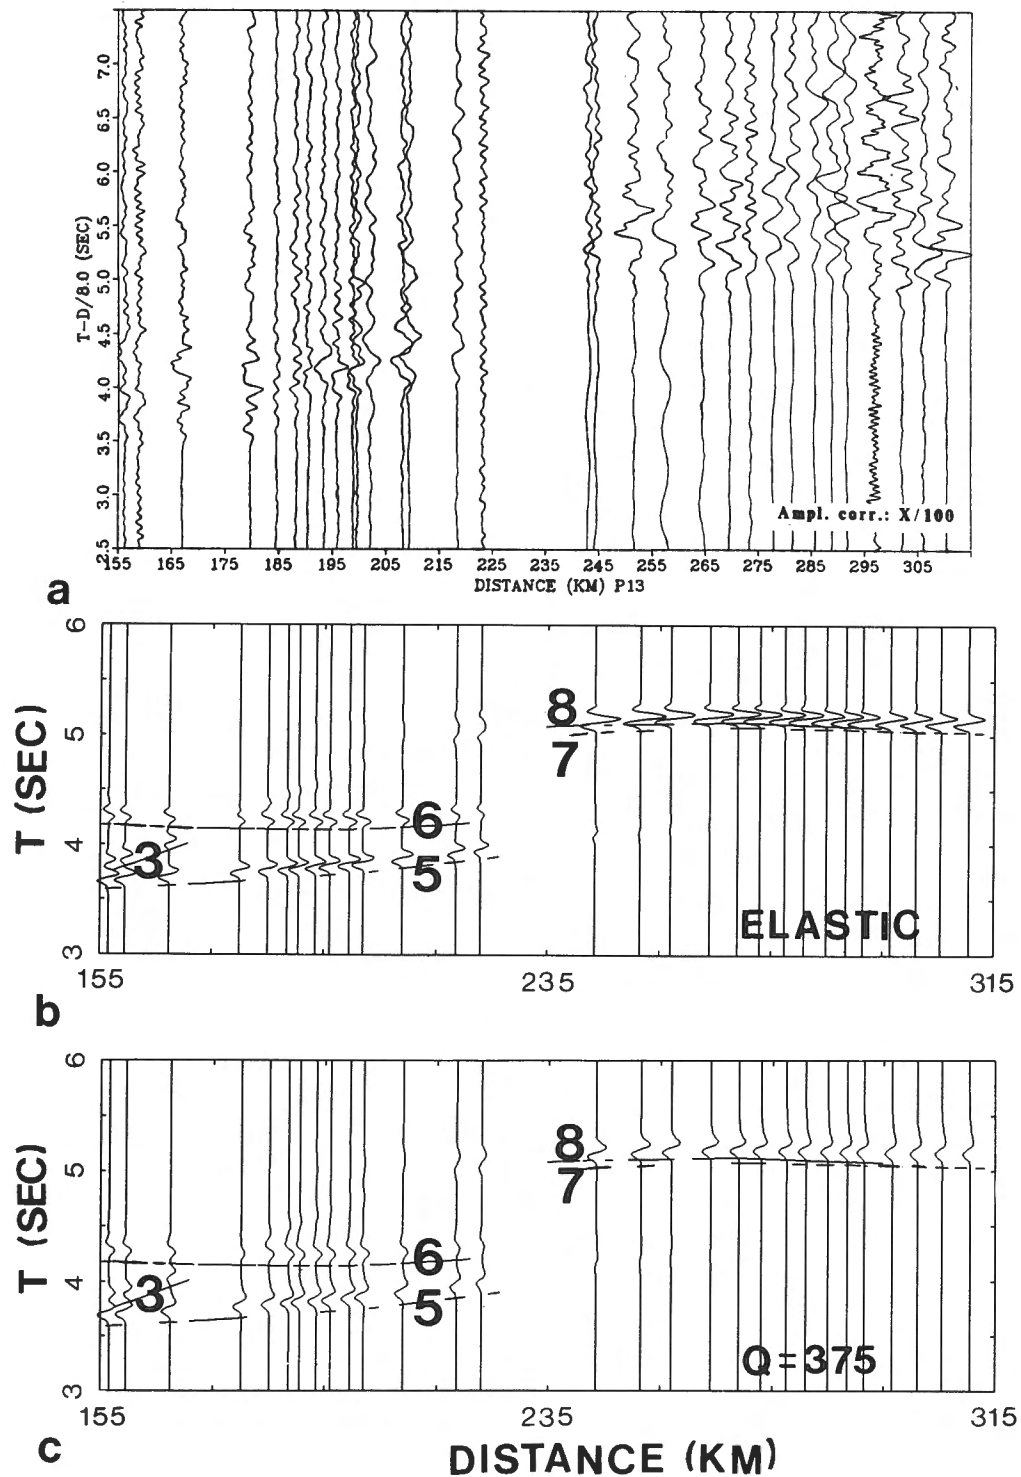 T-D/8.0 (SEC)
7.0
6.5
6.0
5.5
5.0
4.5
4.0
3.5
3.0
2.5
Ampl. corr.: X/100
155 165 175 185 195 205 215 225 235 245 255 265 275 285 295 305
DISTANCE (KM) P13
a
T (SEC)
6
5
4
3
8
7
6
3
5
ELASTIC
155 235 315
b
T (SEC)
6
5
4
3
8
7
6
3
5
Q=375
155 235 315
c
DISTANCE (KM)